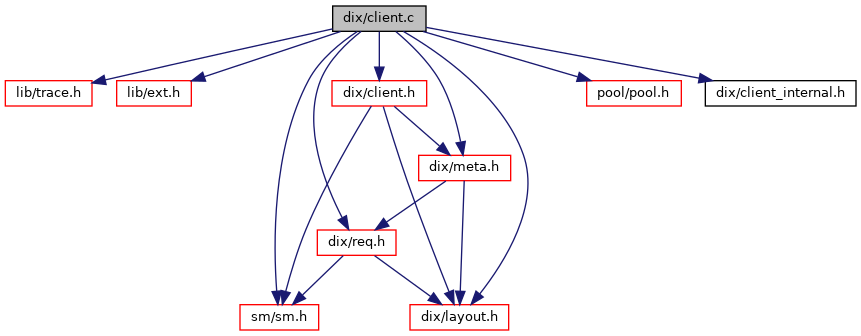 dix/client.c
lib/trace.h
lib/ext.h
dix/client.h
pool/pool.h
dix/client_internal.h
dix/meta.h
dix/req.h
sm/sm.h
dix/layout.h